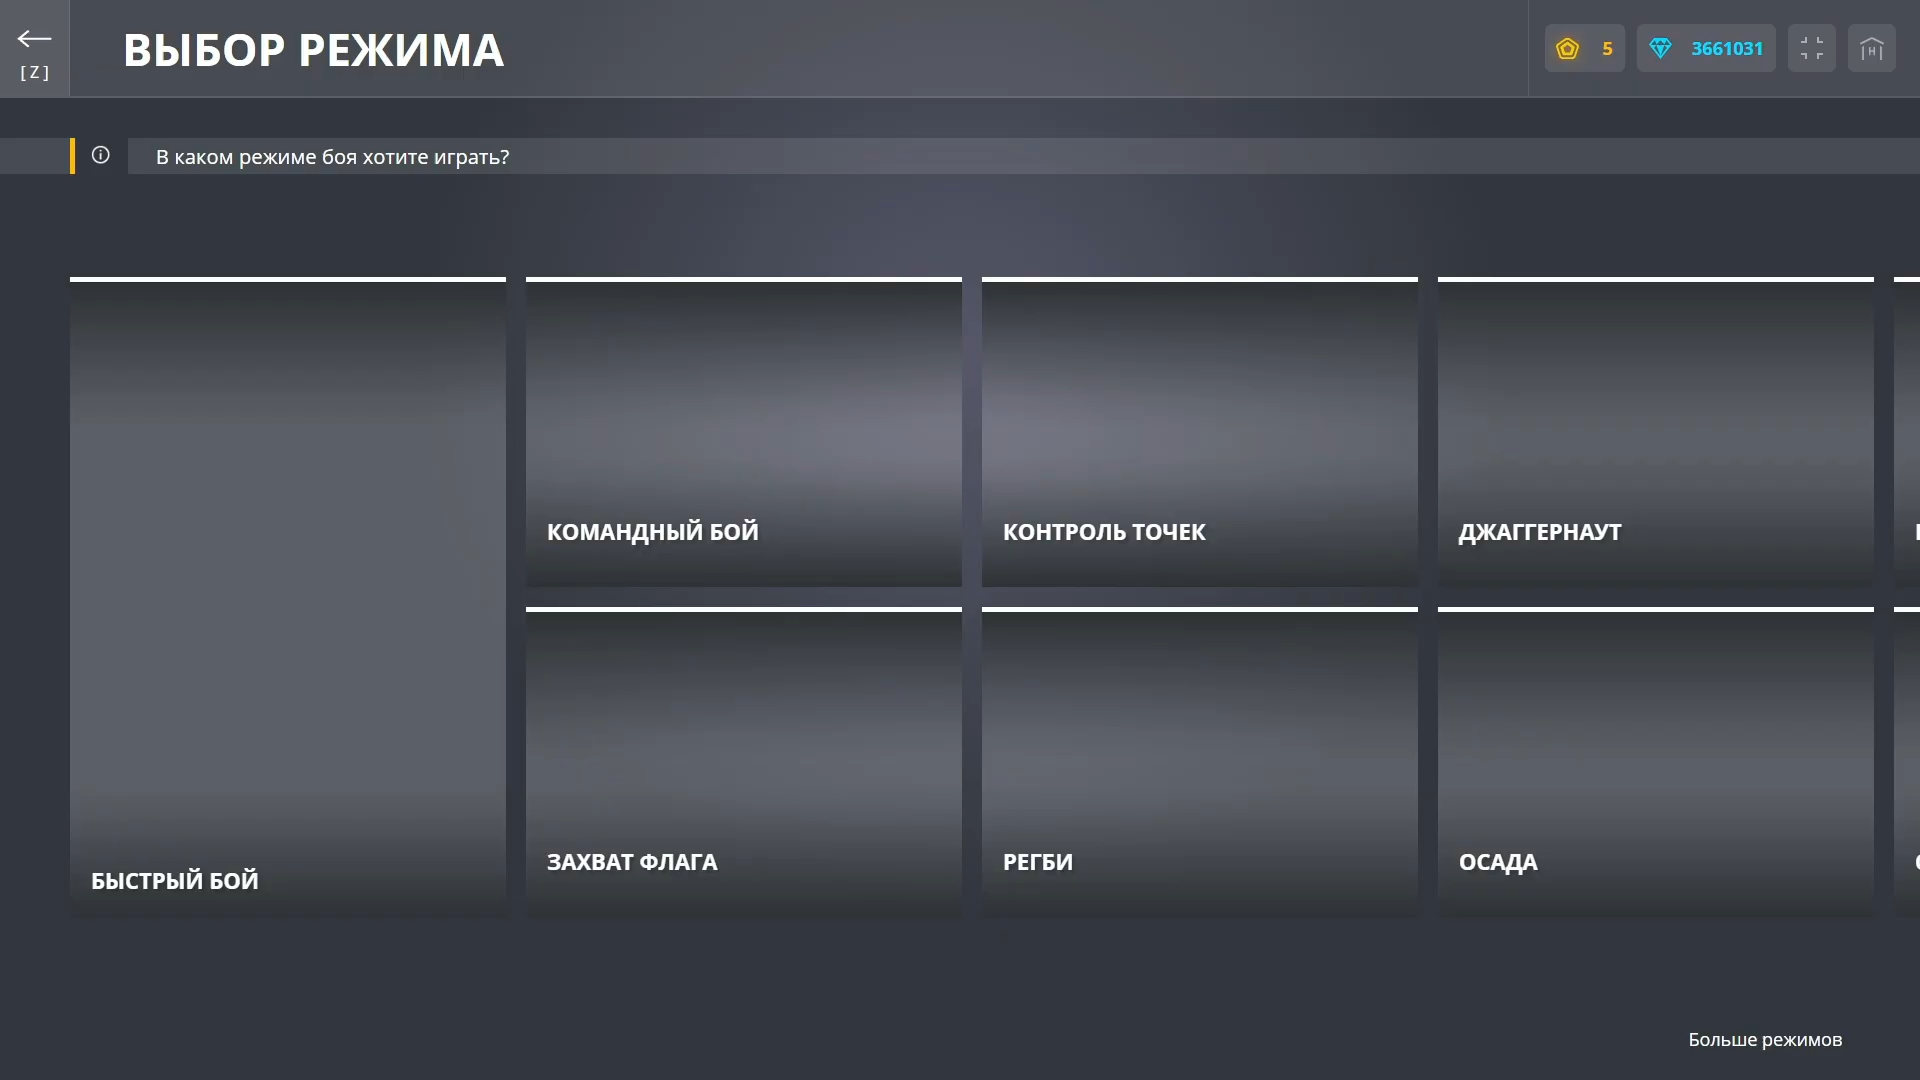 ВЫБОР РЕЖИМА
5
3661031
[Z]
[H]
В каком режиме боя хотите играть?
КОМАНДНЫЙ БОЙ
КОНТРОЛЬ ТОЧЕК
ДЖАГГЕРНАУТ
БЫСТРЫЙ БОЙ
ЗАХВАТ ФЛАГА
РЕГБИ
ОСАДА
Больше режимов